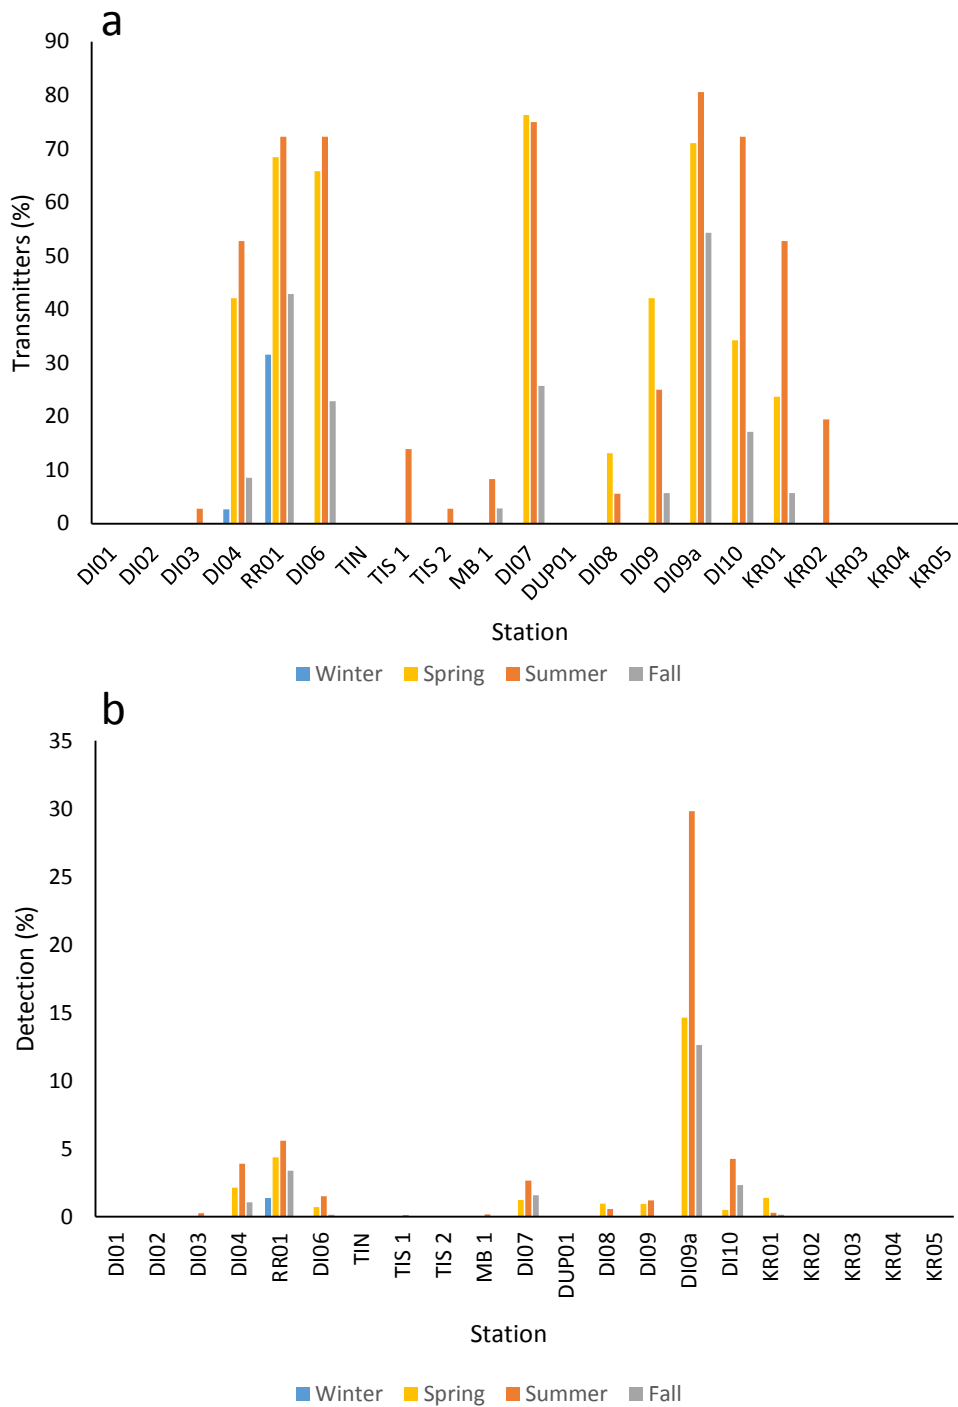 a
90
80
70
60
50
40
30
20
10
0
Transmitters (%)
DI01 DI02 DI03 DI04 RR01 DI06 TIN TIS 1 TIS 2 MB 1 DI07 DUP01 DI08 DI09 DI09a DI10 KR01 KR02 KR03 KR04 KR05
Station
Winter Spring Summer Fall
b
35
30
25
20
15
10
5
0
Detection (%)
DI01 DI02 DI03 DI04 RR01 DI06 TIN TIS 1 TIS 2 MB 1 DI07 DUP01 DI08 DI09 DI09a DI10 KR01 KR02 KR03 KR04 KR05
Station
Winter Spring Summer Fall